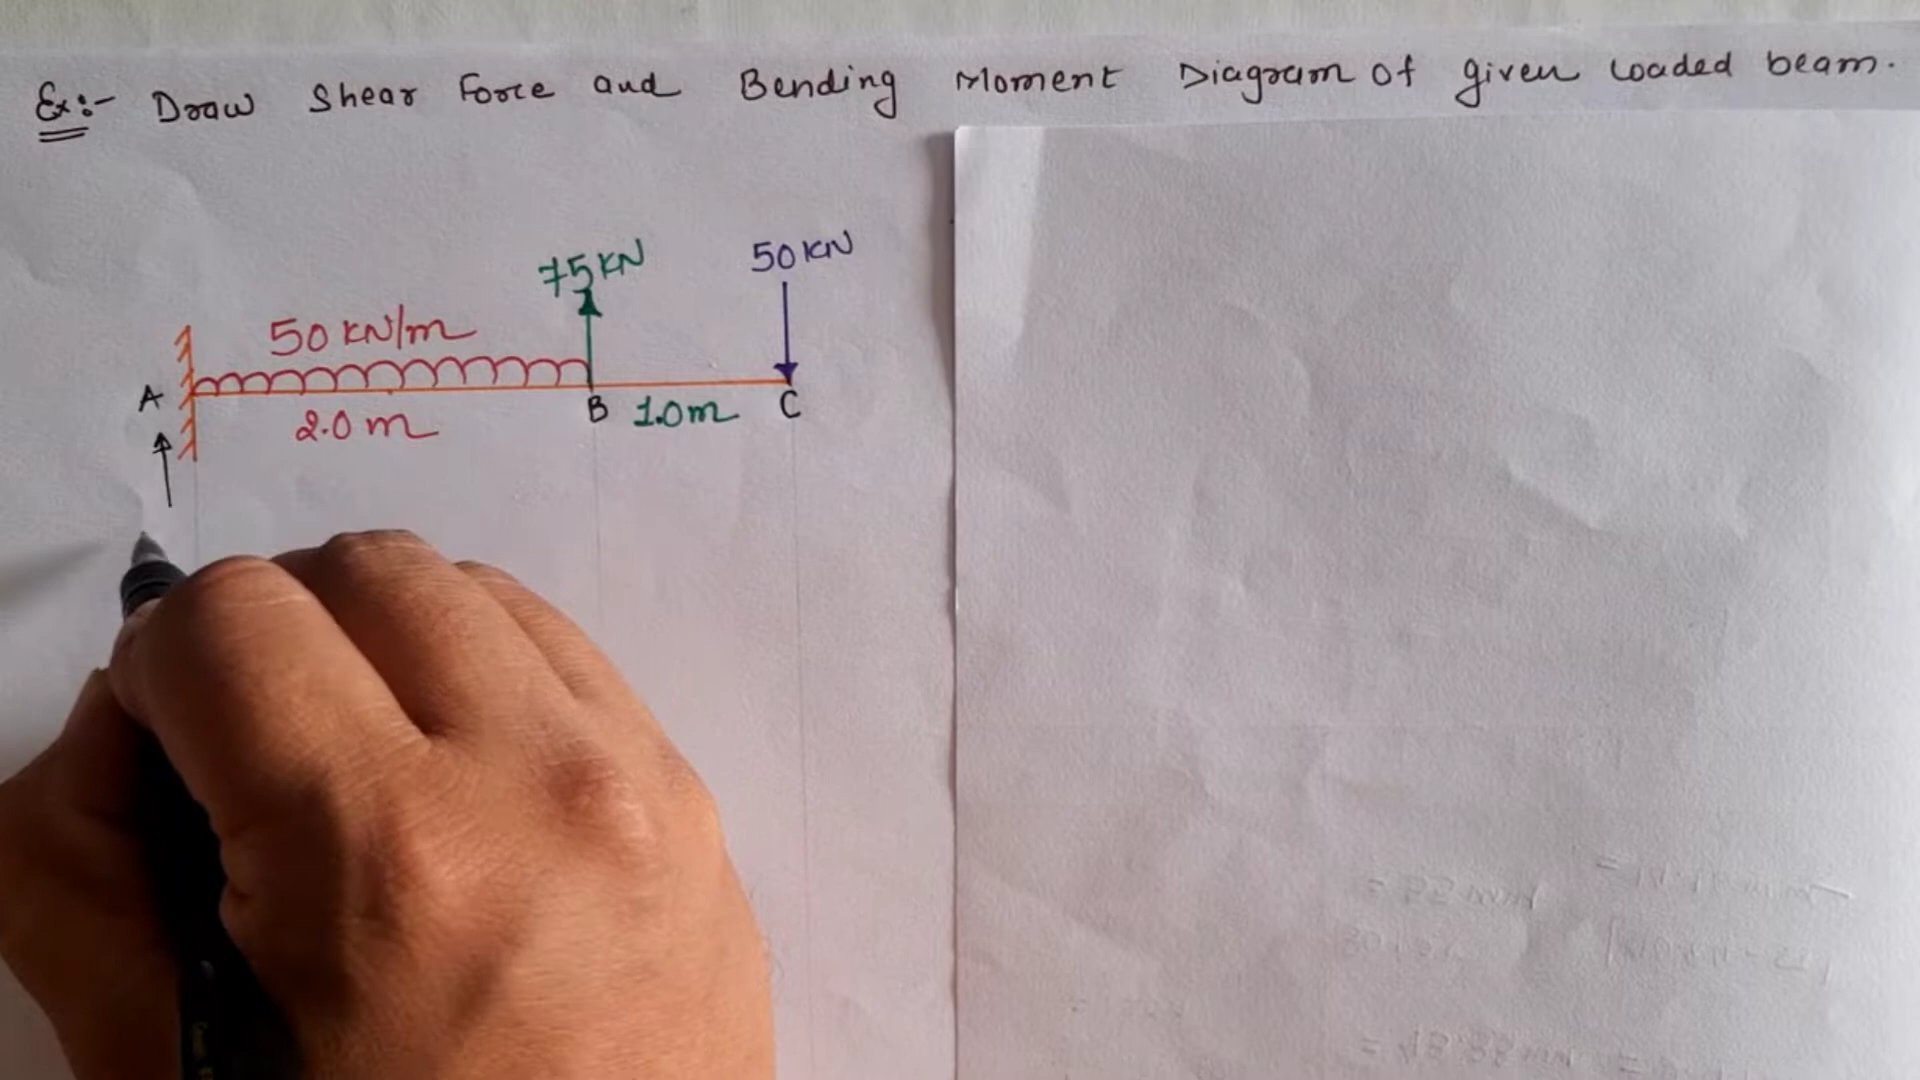 Ex:- Draw Shear Force and Bending Moment Diagram of given loaded beam.
75 KN
50 KN
50 KN/m
A
B
1.0m
C
2.0 m